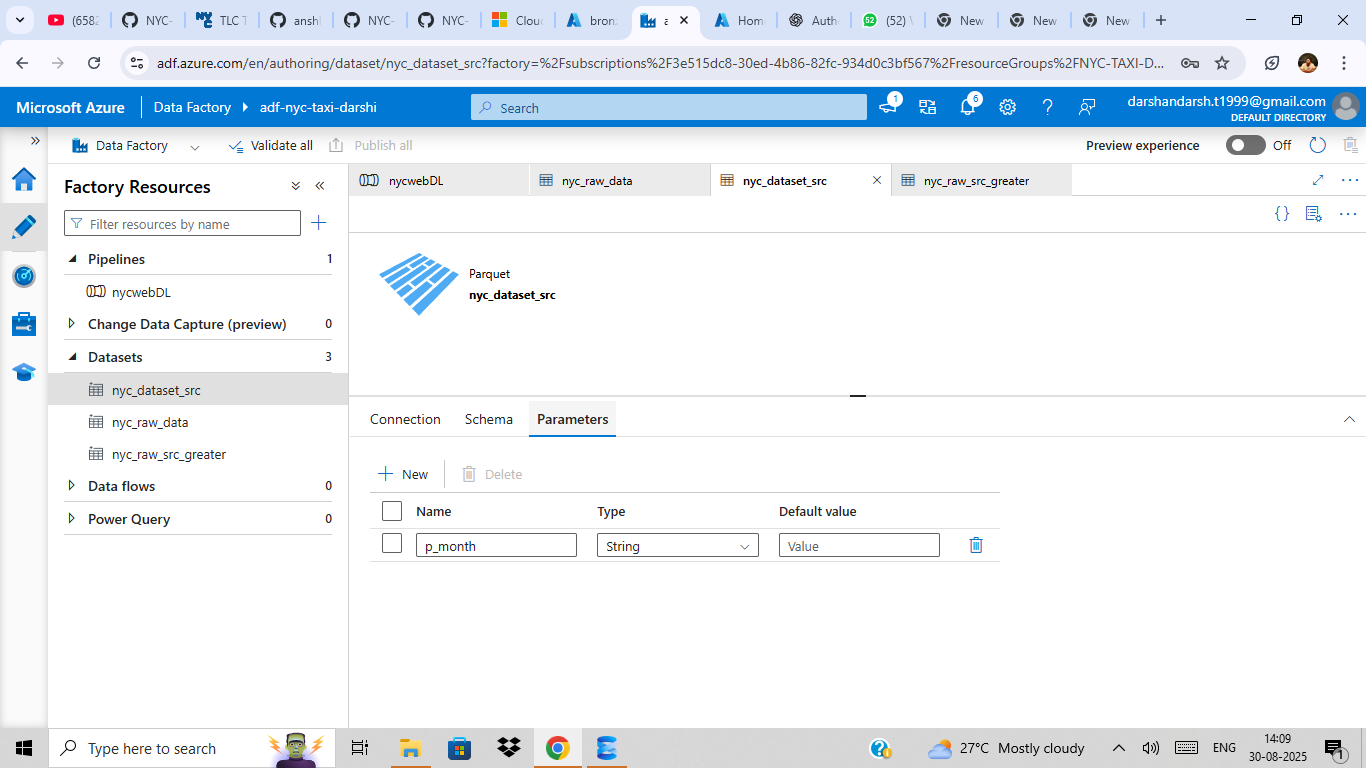 (6582
NYC-
TLC T
ansh
NYC-
NYC-
Clou
bron
a
Hom
Auth
(52) W
New
New
New
adf.azure.com/en/authoring/dataset/nyc_dataset_src?factory=%2Fsubscriptions%2F3e515dc8-30ed-4b86-82fc-934d0c3bf567%2FresourceGroups%2FNYC-TAXI-D...
Microsoft Azure
Data Factory
adf-nyc-taxi-darshi
Search
1
6
darshandarsh.t1999@gmail.com
DEFAULT DIRECTORY
Data Factory
Validate all
Publish all
Preview experience
Off
Factory Resources
Filter resources by name
Pipelines 1
nycwebDL
Change Data Capture (preview) 0
Datasets 3
nyc_dataset_src
nyc_raw_data
nyc_raw_src_greater
Data flows 0
Power Query 0
nycwebDL
nyc_raw_data
nyc_dataset_src
nyc_raw_src_greater
Parquet
nyc_dataset_src
Connection
Schema
Parameters
New
Delete
Name Type Default value
p_month String Value
Type here to search
27°C Mostly cloudy
ENG
14:09
30-08-2025
1